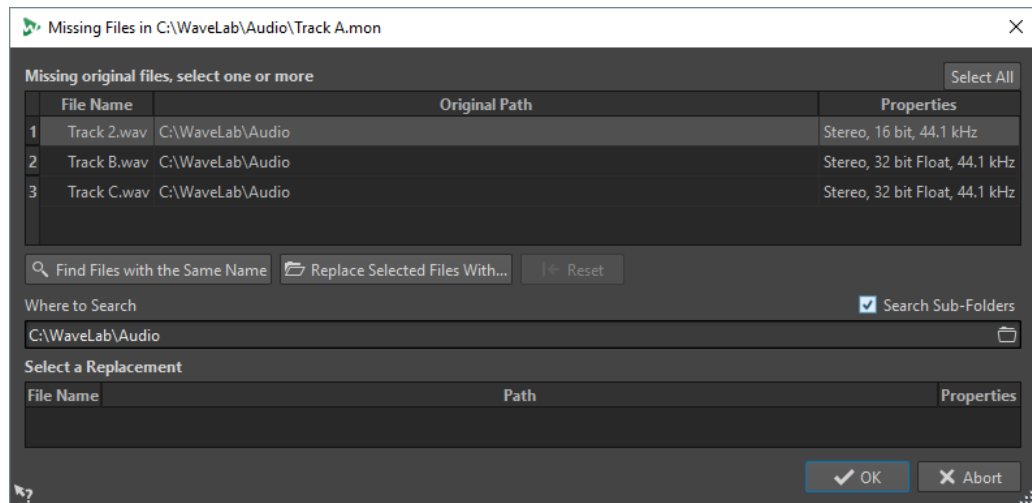 Missing Files in C:\WaveLab\Audio\Track A.mon
Missing original files, select one or more Select All
File Name Original Path Properties
1 Track 2.wav C:\WaveLab\Audio Stereo, 16 bit, 44.1 kHz
2 Track B.wav C:\WaveLab\Audio Stereo, 32 bit Float, 44.1 kHz
3 Track C.wav C:\WaveLab\Audio Stereo, 32 bit Float, 44.1 kHz
Find Files with the Same Name Replace Selected Files With... Reset
Where to Search Search Sub-Folders
C:\WaveLab\Audio
Select a Replacement
File Name Path Properties
OK Abort